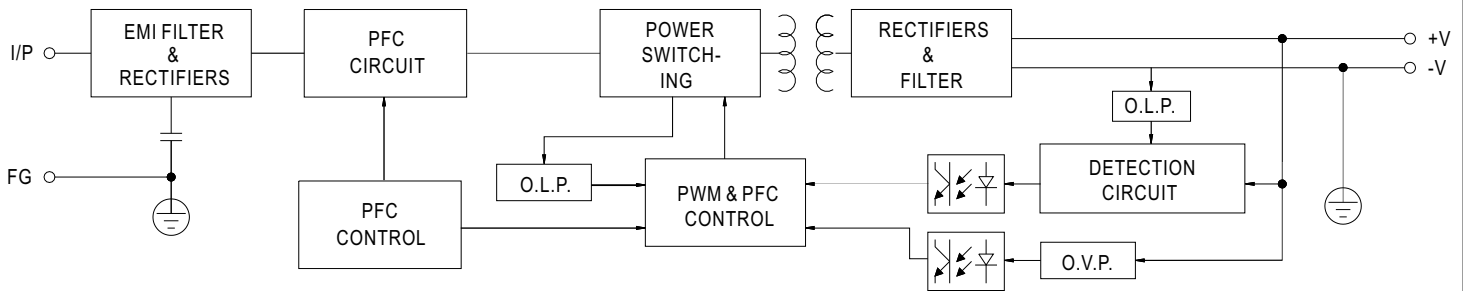 I/P
EMI FILTER
&
RECTIFIERS
PFC
CIRCUIT
POWER
SWITCH-
ING
RECTIFIERS
&
FILTER
+V
-V
O.L.P.
FG
O.L.P.
PWM & PFC
CONTROL
DETECTION
CIRCUIT
PFC
CONTROL
O.V.P.